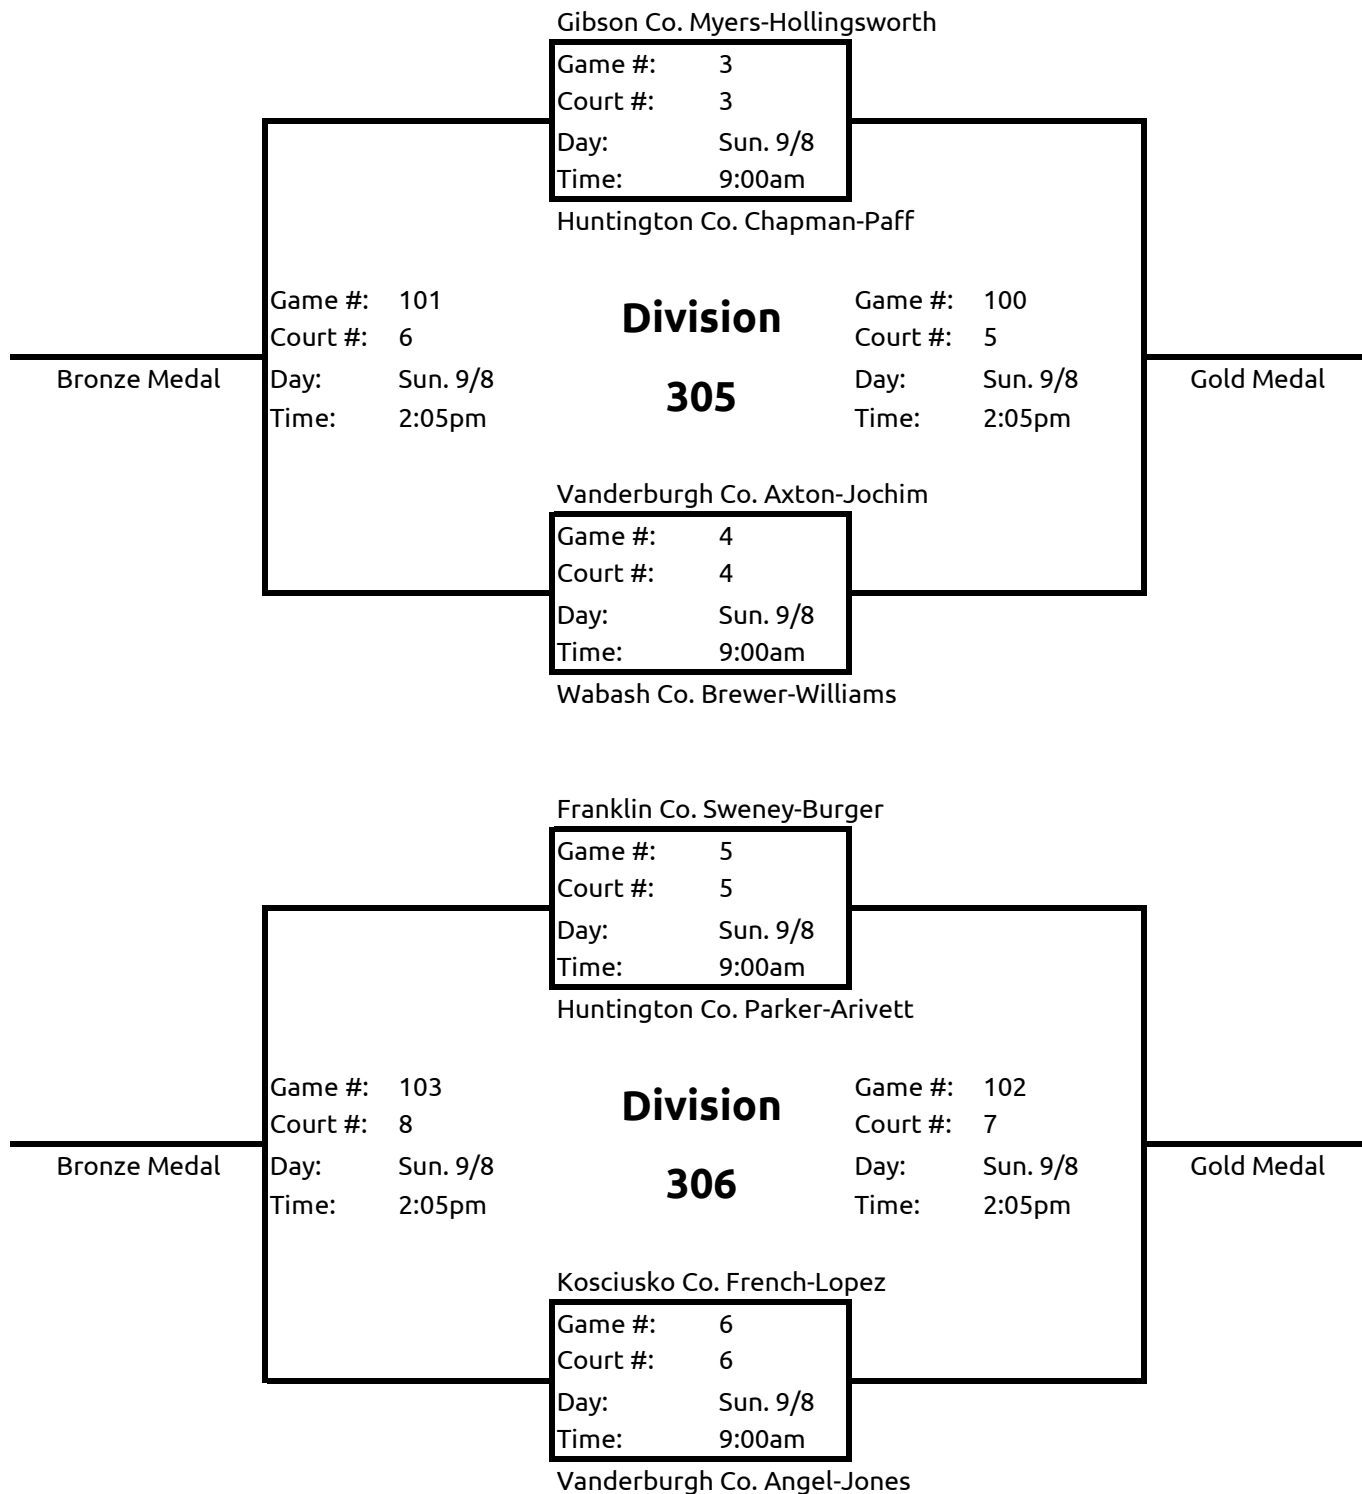 Gibson Co. Myers-Hollingsworth
Game #: 3
Court #: 3
Day: Sun. 9/8
Time: 9:00am
Huntington Co. Chapman-Paff
Game #: 101
Court #: 6
Bronze Medal
Day: Sun. 9/8
Time: 2:05pm
Division
305
Game #: 100
Court #: 5
Day: Sun. 9/8
Time: 2:05pm
Gold Medal
Vanderburgh Co. Axton-Jochim
Game #: 4
Court #: 4
Day: Sun. 9/8
Time: 9:00am
Wabash Co. Brewer-Williams
Franklin Co. Sweney-Burger
Game #: 5
Court #: 5
Day: Sun. 9/8
Time: 9:00am
Huntington Co. Parker-Arivett
Game #: 103
Court #: 8
Bronze Medal
Day: Sun. 9/8
Time: 2:05pm
Division
306
Game #: 102
Court #: 7
Day: Sun. 9/8
Time: 2:05pm
Gold Medal
Kosciusko Co. French-Lopez
Game #: 6
Court #: 6
Day: Sun. 9/8
Time: 9:00am
Vanderburgh Co. Angel-Jones